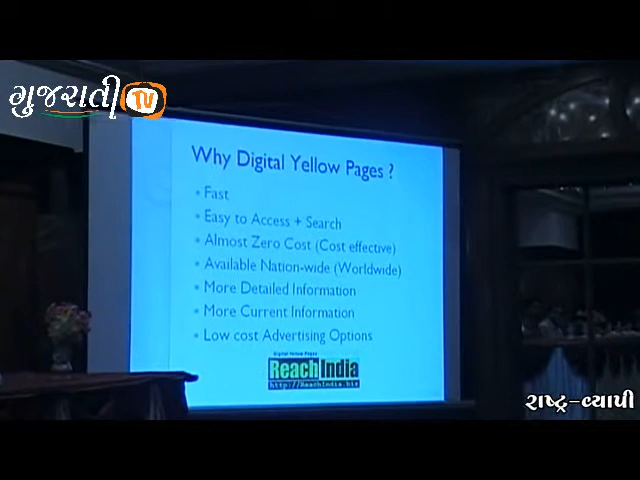 ગુજરાતી TV
Why Digital Yellow Pages ?
• Fast
• Easy to Access + Search
• Almost Zero Cost (Cost effective)
• Available Nation-wide (Worldwide)
• More Detailed Information
• More Current Information
• Low cost Advertising Options
Digital Yellow Pages
ReachIndia
http://ReachIndia.biz
રાષ્ટ્ર-વ્યાપી